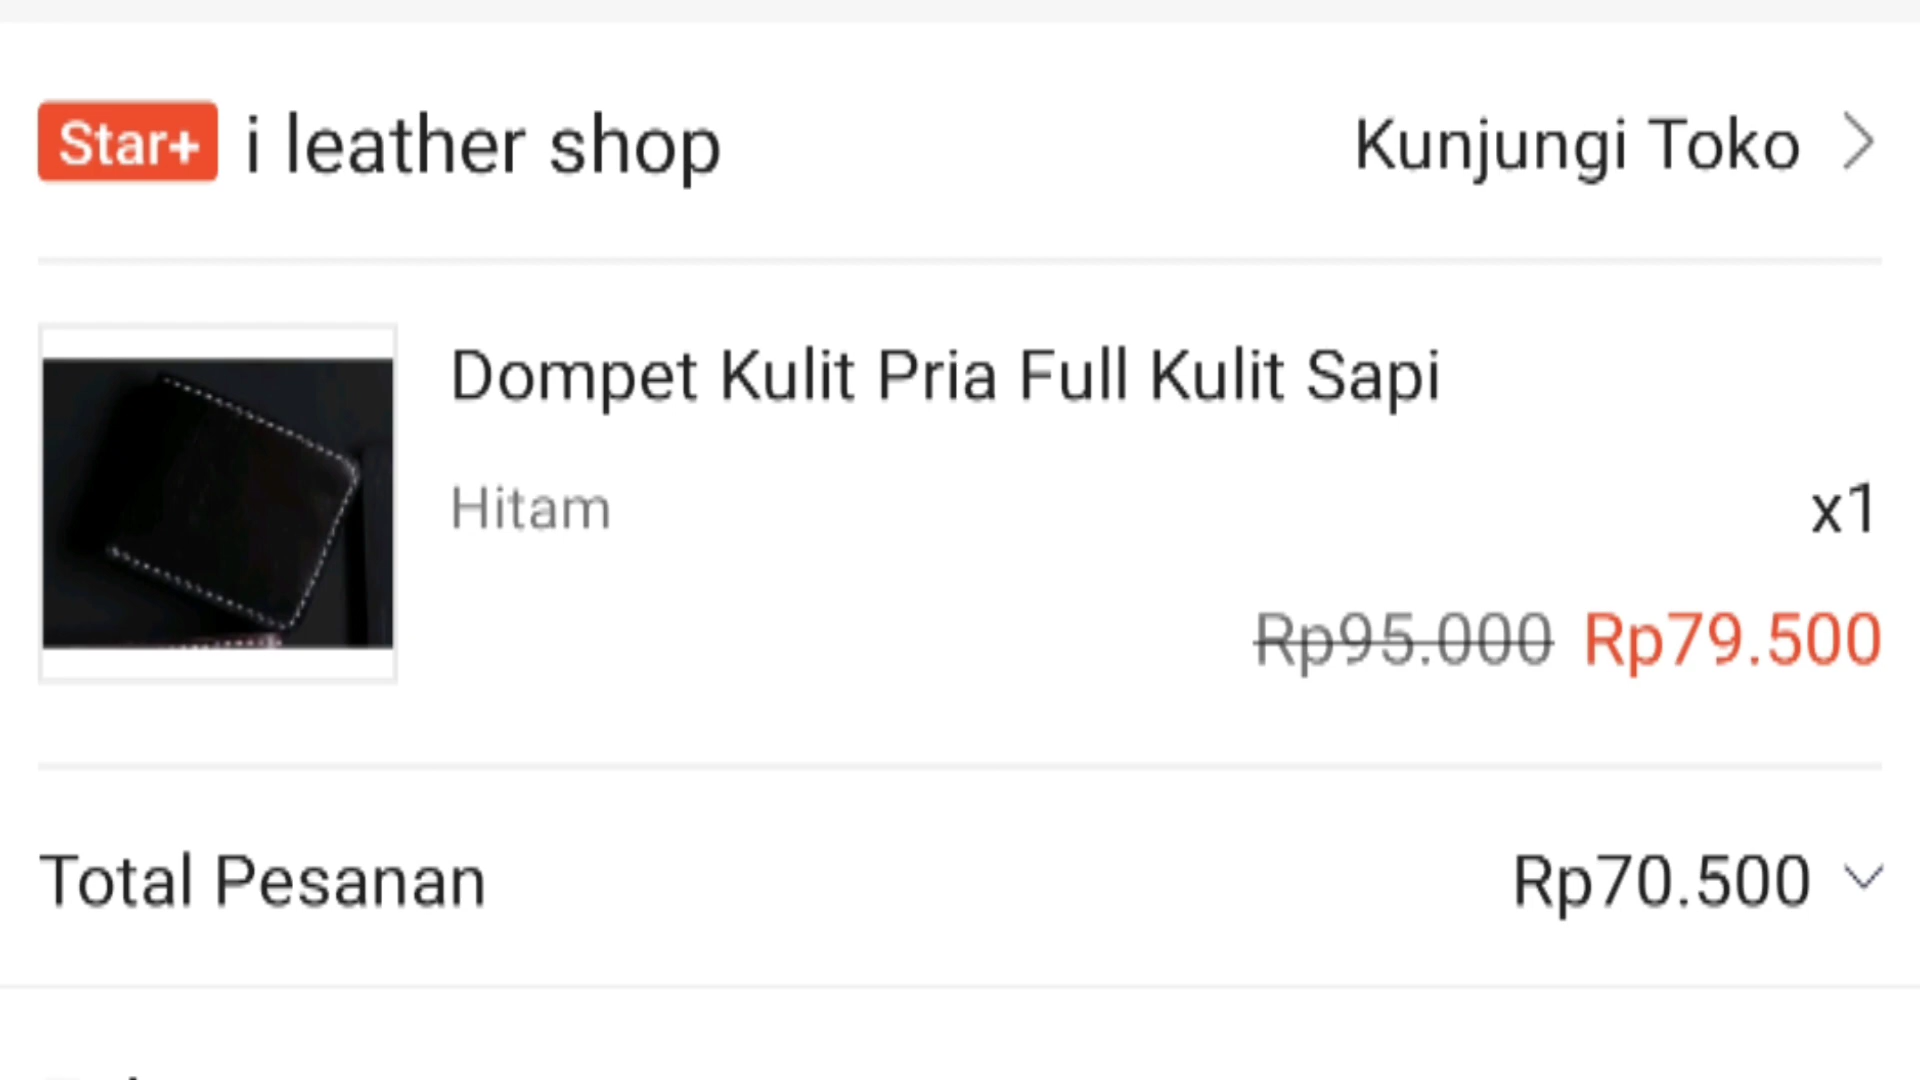 Star+ i leather shop Kunjungi Toko
Dompet Kulit Pria Full Kulit Sapi
Hitam x1
Rp95.000 Rp79.500
Total Pesanan Rp70.500